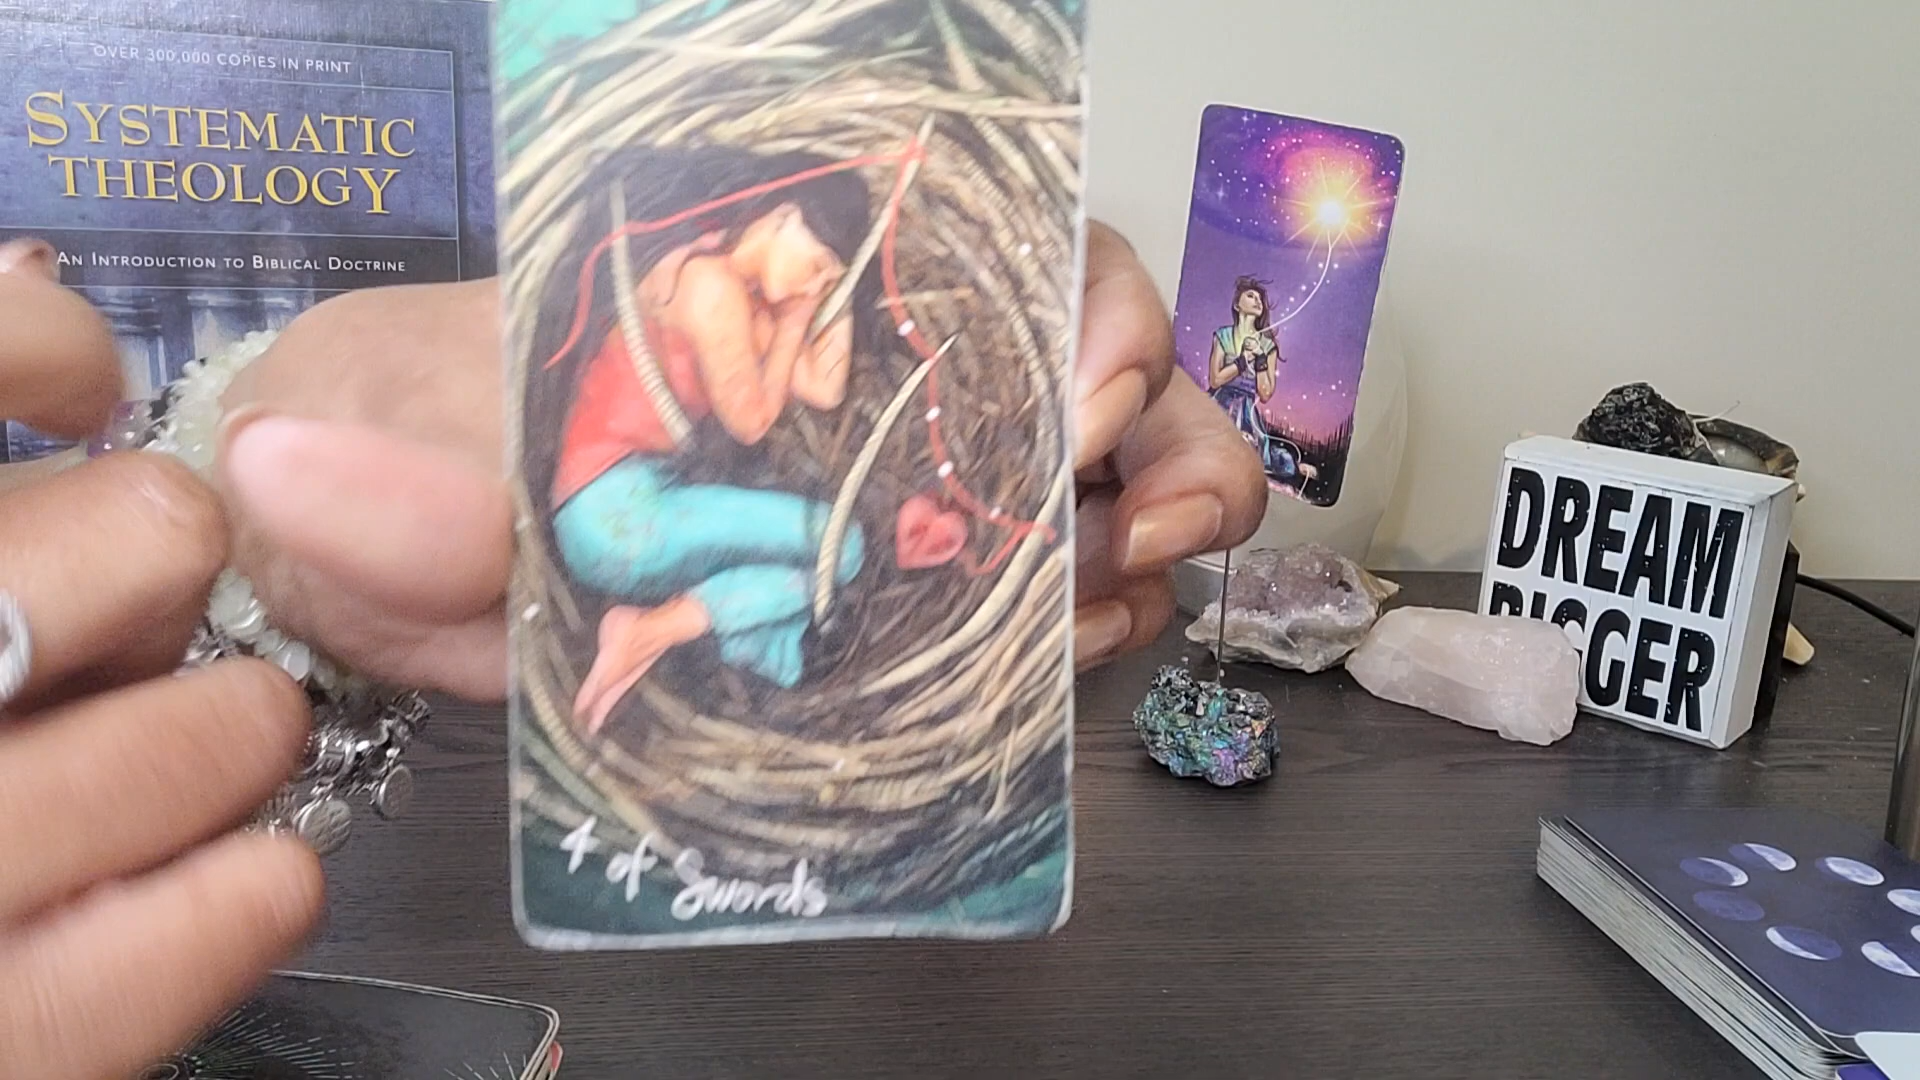 OVER 300,000 COPIES IN PRINT
SYSTEMATIC
THEOLOGY
AN INTRODUCTION TO BIBLICAL DOCTRINE
4 of Swords
DREAM
BIGGER